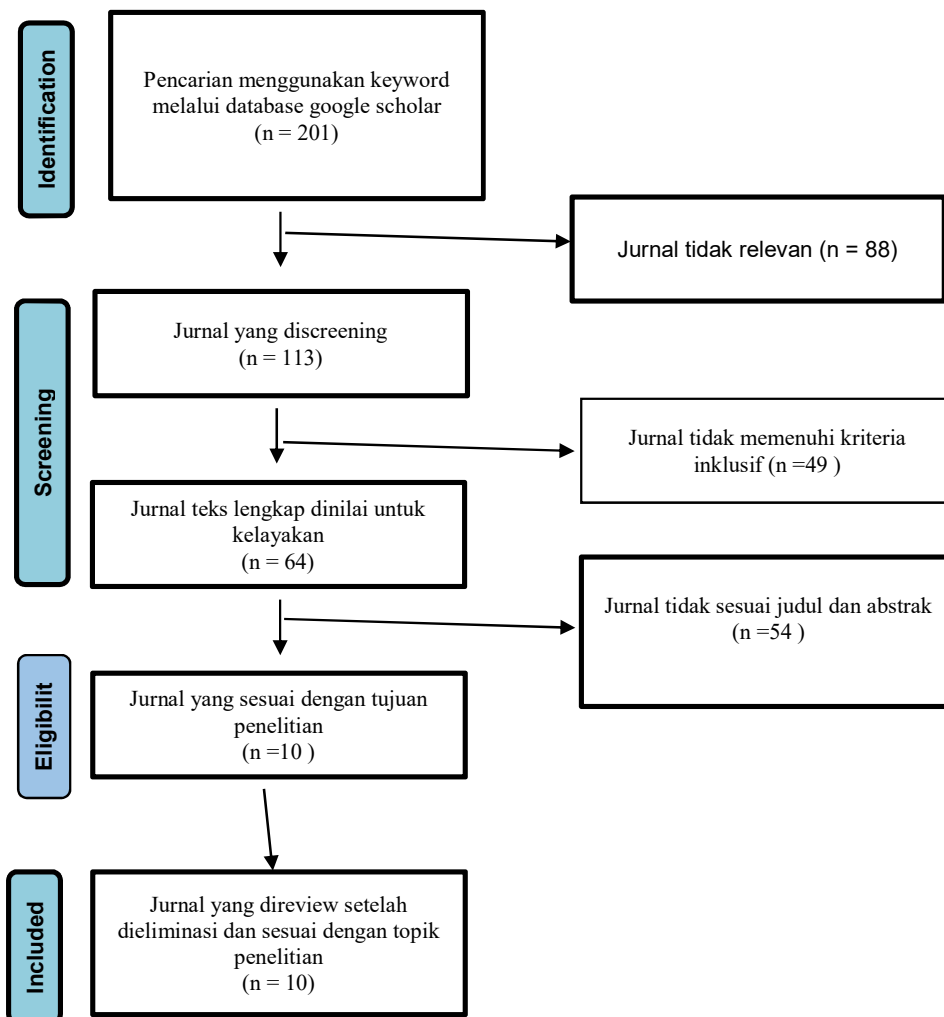 Identification
Pencarian menggunakan keyword
melalui database google scholar
(n = 201)
Jurnal tidak relevan (n = 88)
Screening
Jurnal yang discreening
(n = 113)
Jurnal tidak memenuhi kriteria
inklusif (n =49 )
Jurnal teks lengkap dinilai untuk
kelayakan
(n = 64)
Jurnal tidak sesuai judul dan abstrak
(n =54 )
Eligibilit
Jurnal yang sesuai dengan tujuan
penelitian
(n =10 )
Included
Jurnal yang direview setelah
dieliminasi dan sesuai dengan topik
penelitian
(n = 10)